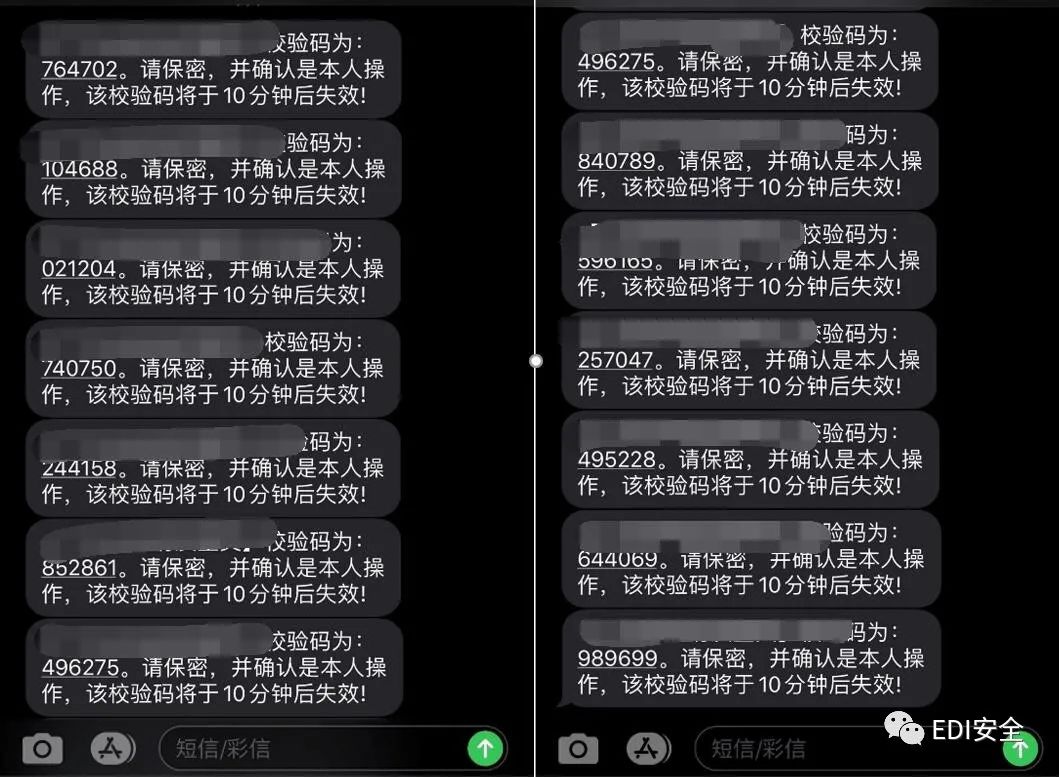 校验码为：
764702。请保密，并确认是本人操
作，该校验码将于10分钟后失效!
验码为：
104688。请保密，并确认是本人操
作，该校验码将于10分钟后失效!
为：
021204。请保密，并确认是本人操
作，该校验码将于10分钟后失效!
校验码为：
740750。请保密，并确认是本人操
作，该校验码将于10分钟后失效!
验码为：
244158。请保密，并确认是本人操
作，该校验码将于10分钟后失效!
校验码为：
852861。请保密，并确认是本人操
作，该校验码将于10分钟后失效!
校验码为：
496275。请保密，并确认是本人操
作，该校验码将于10分钟后失效!
短信/彩信
校验码为：
496275。请保密，并确认是本人操
作，该校验码将于10分钟后失效!
码为：
840789。请保密，并确认是本人操
作，该校验码将于10分钟后失效!
校验码为：
596165。请保密，并确认是本人操
作，该校验码将于10分钟后失效!
校验码为：
257047。请保密，并确认是本人操
作，该校验码将于10分钟后失效!
校验码为：
495228。请保密，并确认是本人操
作，该校验码将于10分钟后失效!
验码为：
644069。请保密，并确认是本人操
作，该校验码将于10分钟后失效!
码为：
989699。请保密，并确认是本人操
作，该校验码将于10分钟后失效!
短信/彩信
EDI安全